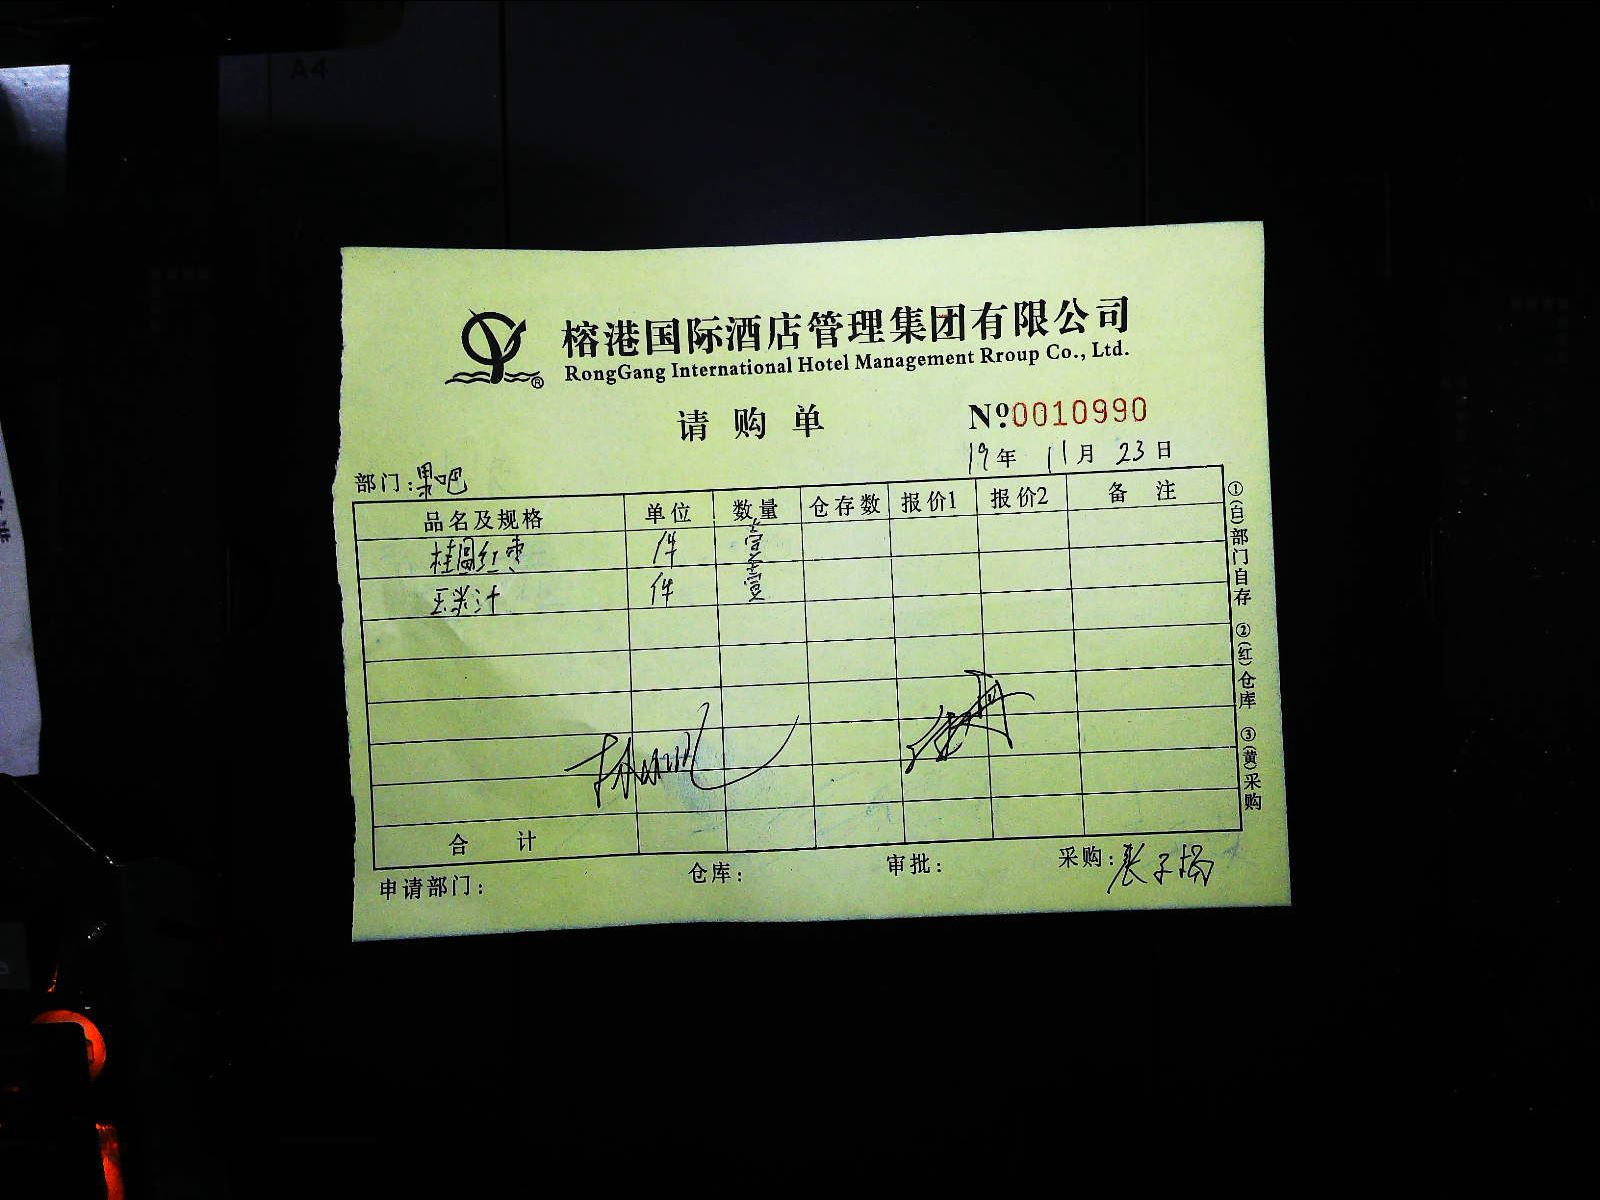 A4
榕港国际酒店管理集团有限公司
RongGang International Hotel Management Rroup Co., Ltd.
请购单
№0010990
19年 11月 23日
部门:果吧
品名及规格 单位 数量 仓存数 报价1 报价2 备注
桂圆红枣 件
玉米汁 件
合计
申请部门: 仓库: 审批: 采购:
①(白)部门自存 ②(红)仓库 ③(黄)采购